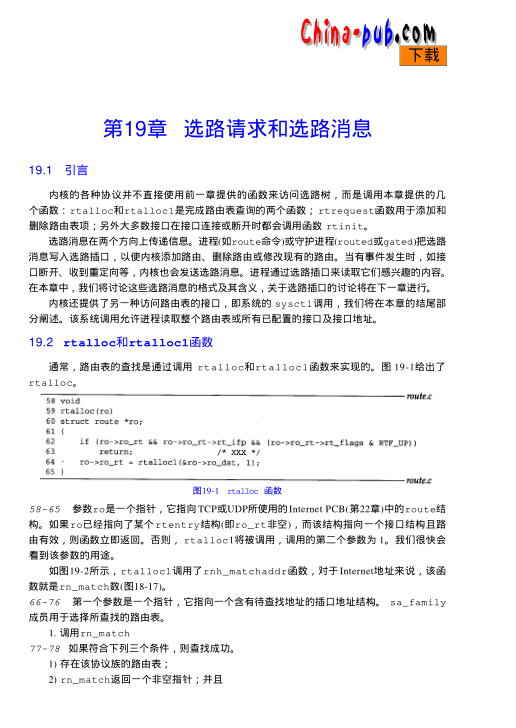 China-pub.com
下载
第19章 选路请求和选路消息
19.1 引言
内核的各种协议并不直接使用前一章提供的函数来访问选路树，而是调用本章提供的几
个函数：rtalloc和rtalloc1是完成路由表查询的两个函数；rtrequest函数用于添加和
删除路由表项；另外大多数接口在接口连接或断开时都会调用函数 rtinit。
选路消息在两个方向上传递信息。进程(如route命令)或守护进程(routed或gated)把选路
消息写入选路插口，以使内核添加路由、删除路由或修改现有的路由。当有事件发生时，如接
口断开、收到重定向等，内核也会发送选路消息。进程通过选路插口来读取它们感兴趣的内容。
在本章中，我们将讨论这些选路消息的格式及其含义，关于选路插口的讨论将在下一章进行。
内核还提供了另一种访问路由表的接口，即系统的 sysctl调用，我们将在本章的结尾部
分阐述。该系统调用允许进程读取整个路由表或所有已配置的接口及接口地址。
19.2 rtalloc和rtalloc1函数
通常，路由表的查找是通过调用 rtalloc和rtalloc1函数来实现的。图 19-1给出了
rtalloc。
route.c
58 void
59 rtalloc(ro)
60 struct route *ro;
61 {
62 if (ro->ro_rt && ro->ro_rt->rt_ifp && (ro->ro_rt->rt_flags & RTF_UP))
63 return; /* XXX */
64 ro->ro_rt = rtalloc1(&ro->ro_dst, 1);
65 }
route.c
图19-1 rtalloc 函数
58-65 参数ro是一个指针，它指向TCP或UDP所使用的Internet PCB(第22章)中的route结
构。如果ro已经指向了某个rtentry结构(即ro_rt非空)，而该结构指向一个接口结构且路
由有效，则函数立即返回。否则，rtalloc1将被调用，调用的第二个参数为 1。我们很快会
看到该参数的用途。
如图19-2所示，rtalloc1调用了rnh_matchaddr函数，对于Internet地址来说，该函
数就是rn_match数(图18-17)。
66-76 第一个参数是一个指针，它指向一个含有待查找地址的插口地址结构。 sa_family
成员用于选择所查找的路由表。
1. 调用rn_match
77-78 如果符合下列三个条件，则查找成功。
1) 存在该协议族的路由表；
2) rn_match返回一个非空指针；并且